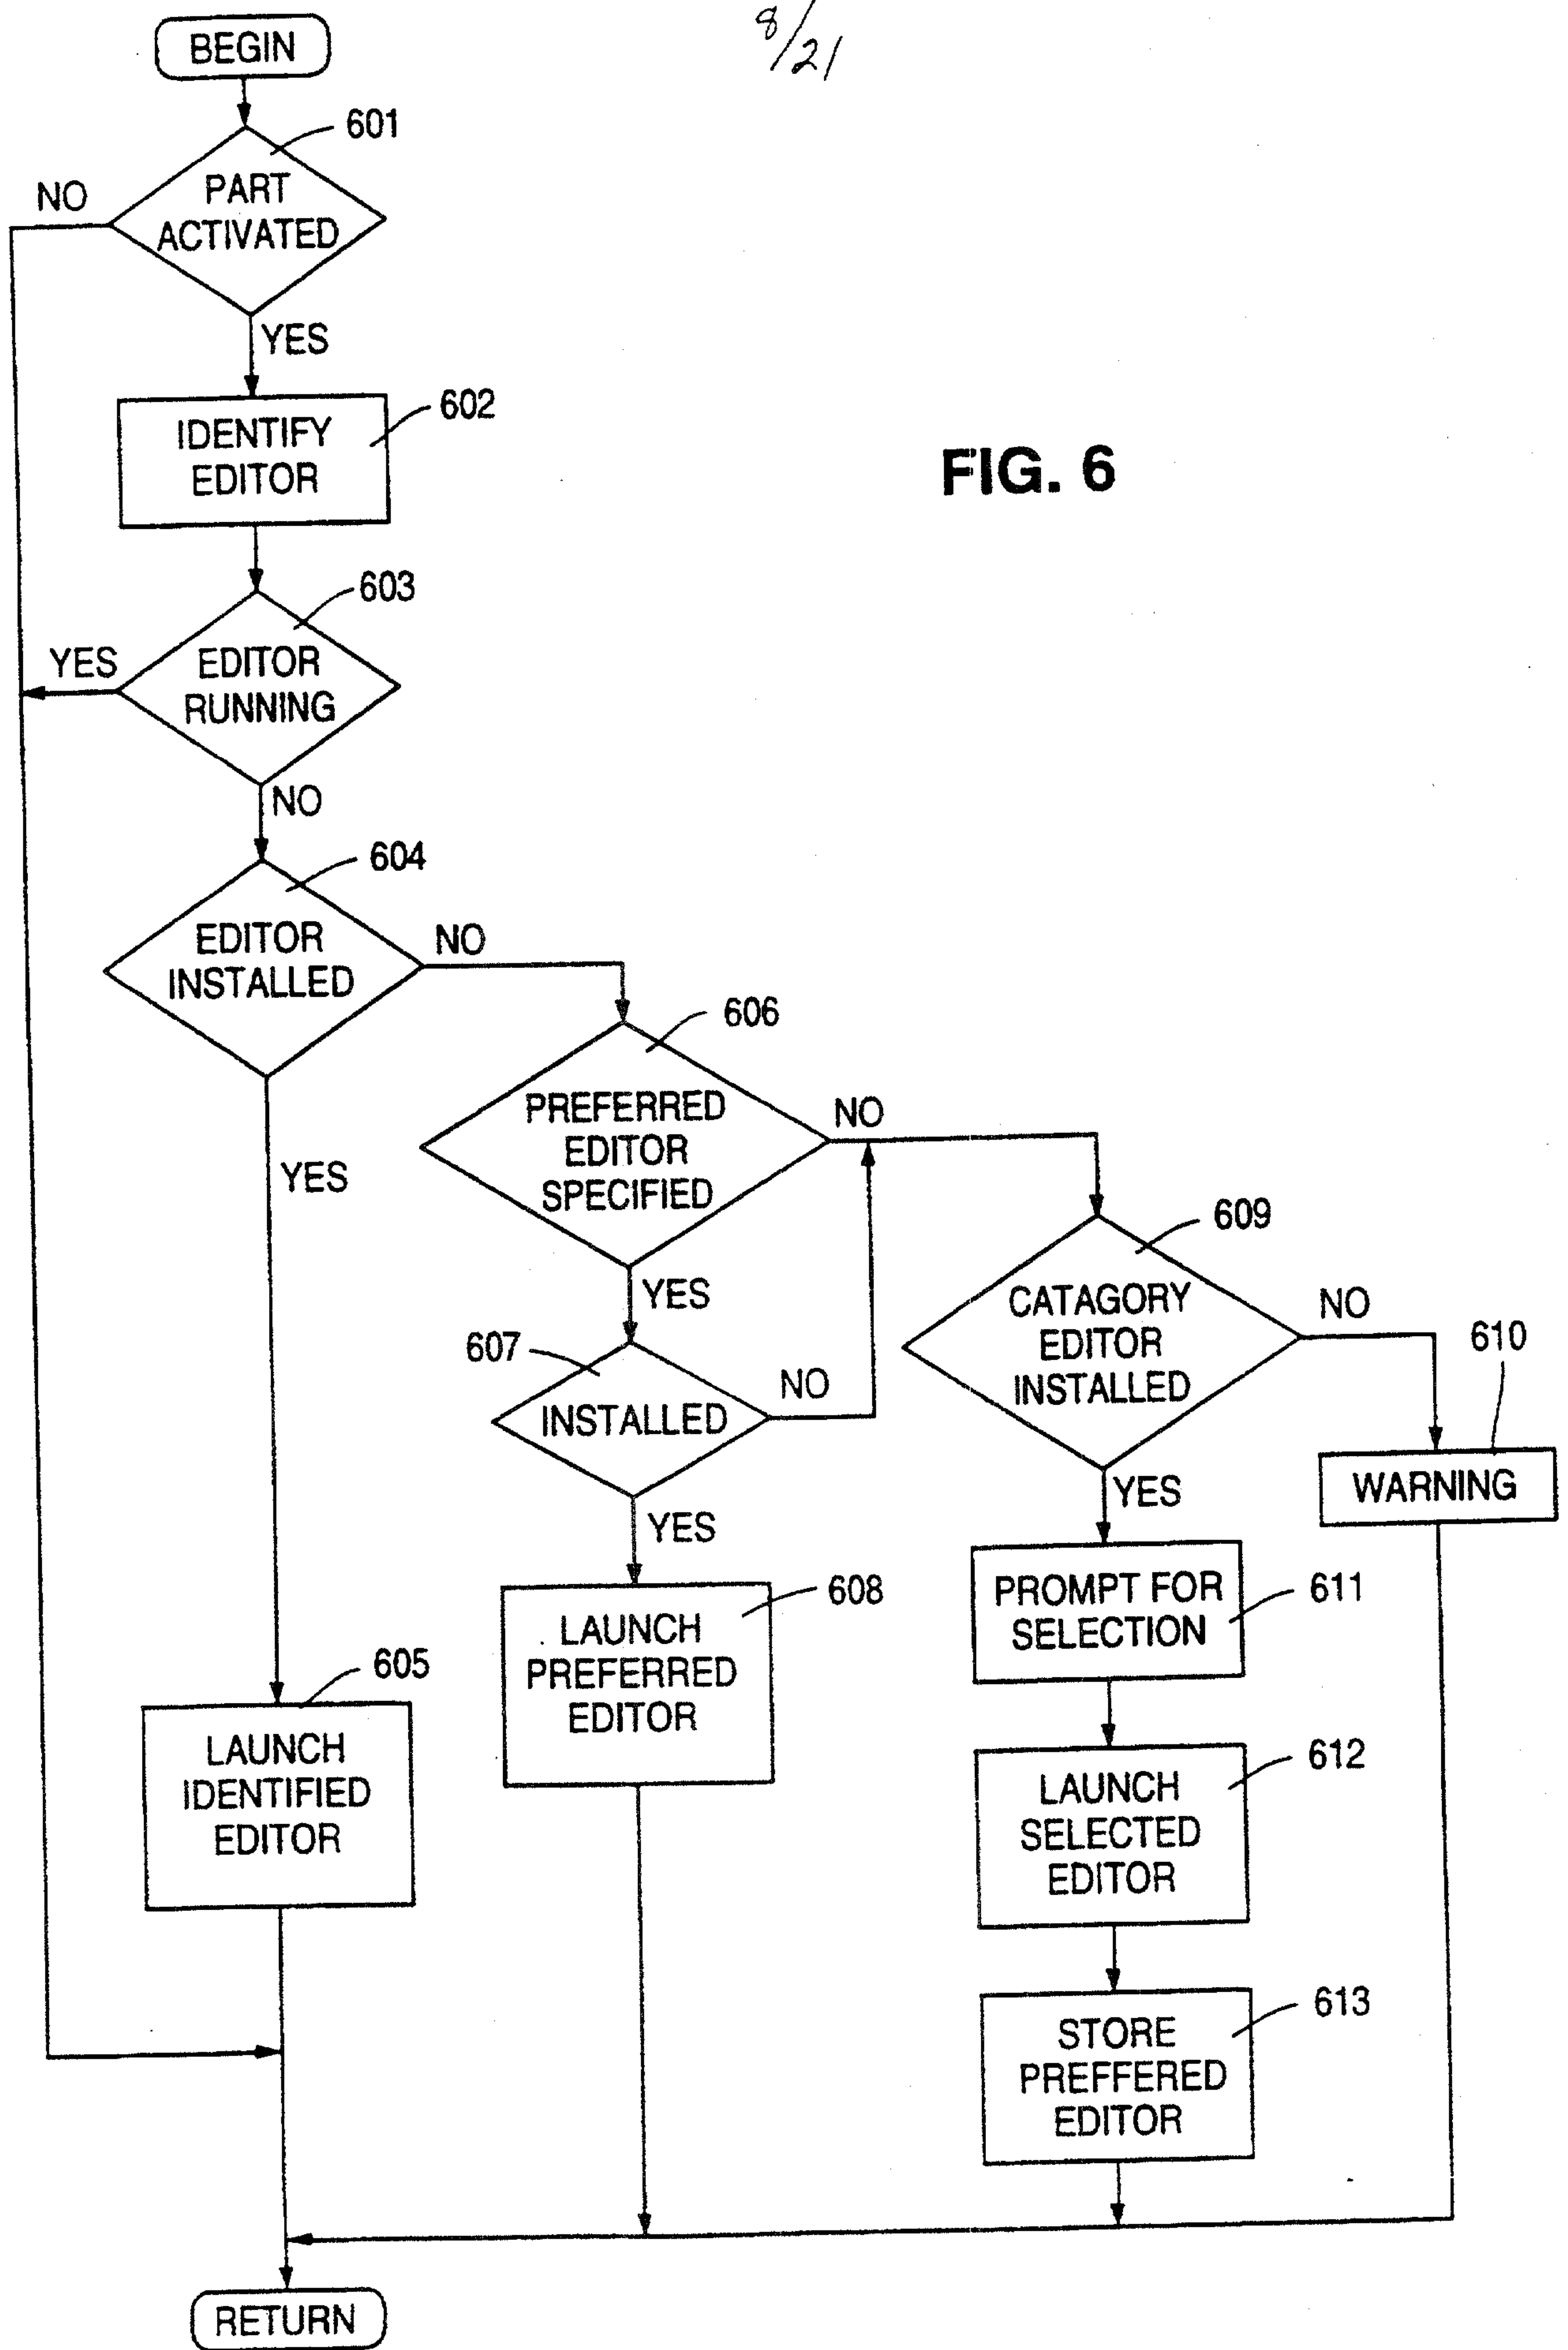 8/21
BEGIN
601
PART
ACTIVATED
NO
YES
602
IDENTIFY
EDITOR
FIG. 6
603
EDITOR
RUNNING
YES
NO
604
EDITOR
INSTALLED
NO
YES
606
PREFERRED
EDITOR
SPECIFIED
NO
YES
607
INSTALLED
NO
YES
609
CATAGORY
EDITOR
INSTALLED
NO
YES
610
WARNING
608
LAUNCH
PREFERRED
EDITOR
611
PROMPT FOR
SELECTION
605
LAUNCH
IDENTIFIED
EDITOR
612
LAUNCH
SELECTED
EDITOR
613
STORE
PREFFERED
EDITOR
RETURN